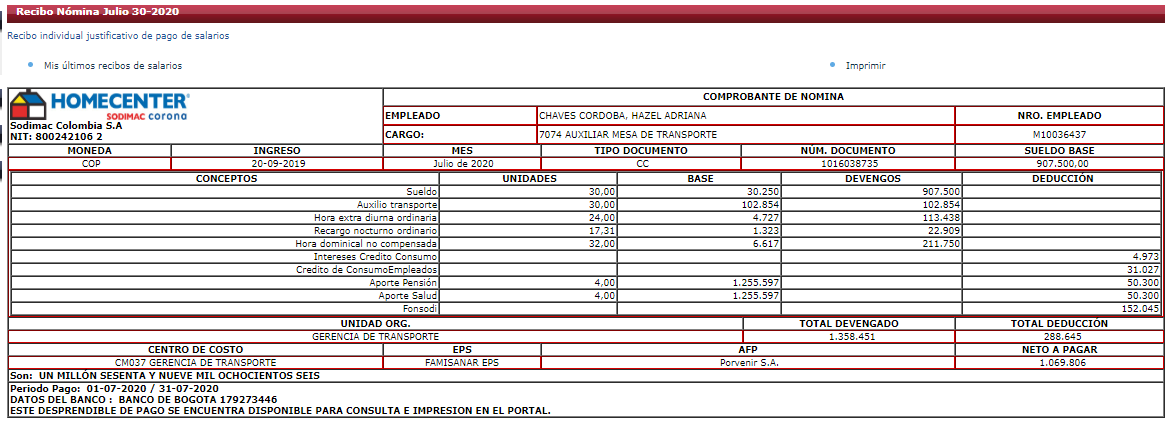 Recibo Nómina Julio 30-2020
Recibo individual justificativo de pago de salarios
Mis últimos recibos de salarios Imprimir
HOMECENTER
SODIMAC corona
Sodimac Colombia S.A
NIT: 800242106 2
COMPROBANTE DE NOMINA
EMPLEADO CHAVES CORDOBA, HAZEL ADRIANA NRO. EMPLEADO
CARGO: 7074 AUXILIAR MESA DE TRANSPORTE M10036437
MONEDA INGRESO MES TIPO DOCUMENTO NÚM. DOCUMENTO SUELDO BASE
COP 20-09-2019 Julio de 2020 CC 1016038735 907.500,00
CONCEPTOS UNIDADES BASE DEVENGOS DEDUCCIÓN
Sueldo 30,00 30.250 907.500
Auxilio transporte 30,00 102.854 102.854
Hora extra diurna ordinaria 24,00 4.727 113.438
Recargo nocturno ordinario 17,31 1.323 22.909
Hora dominical no compensada 32,00 6.617 211.750
Intereses Credito Consumo 4.973
Credito de ConsumoEmpleados 31.027
Aporte Pensión 4,00 1.255.597 50.300
Aporte Salud 4,00 1.255.597 50.300
Fonsodi 152.045
UNIDAD ORG. TOTAL DEVENGADO TOTAL DEDUCCIÓN
GERENCIA DE TRANSPORTE 1.358.451 288.645
CENTRO DE COSTO EPS AFP NETO A PAGAR
CM037 GERENCIA DE TRANSPORTE FAMISANAR EPS Porvenir S.A. 1.069.806
Son: UN MILLÓN SESENTA Y NUEVE MIL OCHOCIENTOS SEIS
Periodo Pago: 01-07-2020 / 31-07-2020
DATOS DEL BANCO : BANCO DE BOGOTA 179273446
ESTE DESPRENDIBLE DE PAGO SE ENCUENTRA DISPONIBLE PARA CONSULTA E IMPRESION EN EL PORTAL.